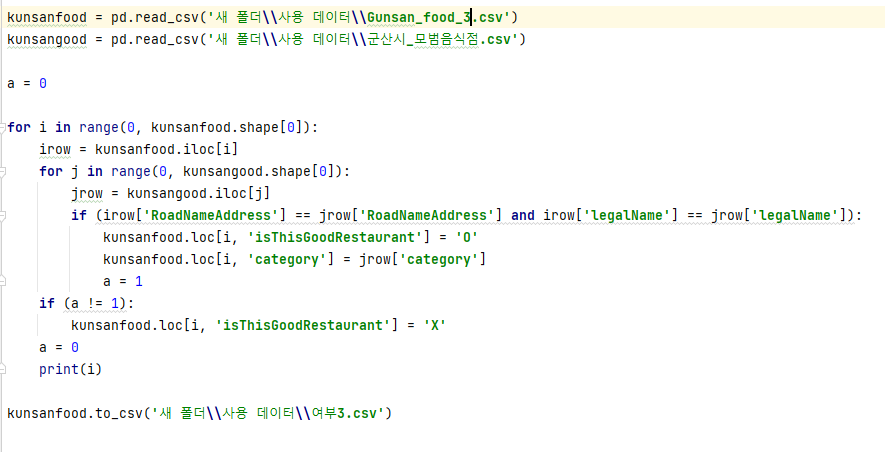 kunsanfood = pd.read_csv('새 폴더\\사용 데이터\\Gunsan_food_3.csv')
kunsangood = pd.read_csv('새 폴더\\사용 데이터\\군산시_모범음식점.csv')
a = 0
for i in range(0, kunsanfood.shape[0]):
    irow = kunsanfood.iloc[i]
    for j in range(0, kunsangood.shape[0]):
        jrow = kunsangood.iloc[j]
        if (irow['RoadNameAddress'] == jrow['RoadNameAddress'] and irow['legalName'] == jrow['legalName']):
            kunsanfood.loc[i, 'isThisGoodRestaurant'] = 'O'
            kunsanfood.loc[i, 'category'] = jrow['category']
            a = 1
    if (a != 1):
        kunsanfood.loc[i, 'isThisGoodRestaurant'] = 'X'
    a = 0
    print(i)
kunsanfood.to_csv('새 폴더\\사용 데이터\\여부3.csv')